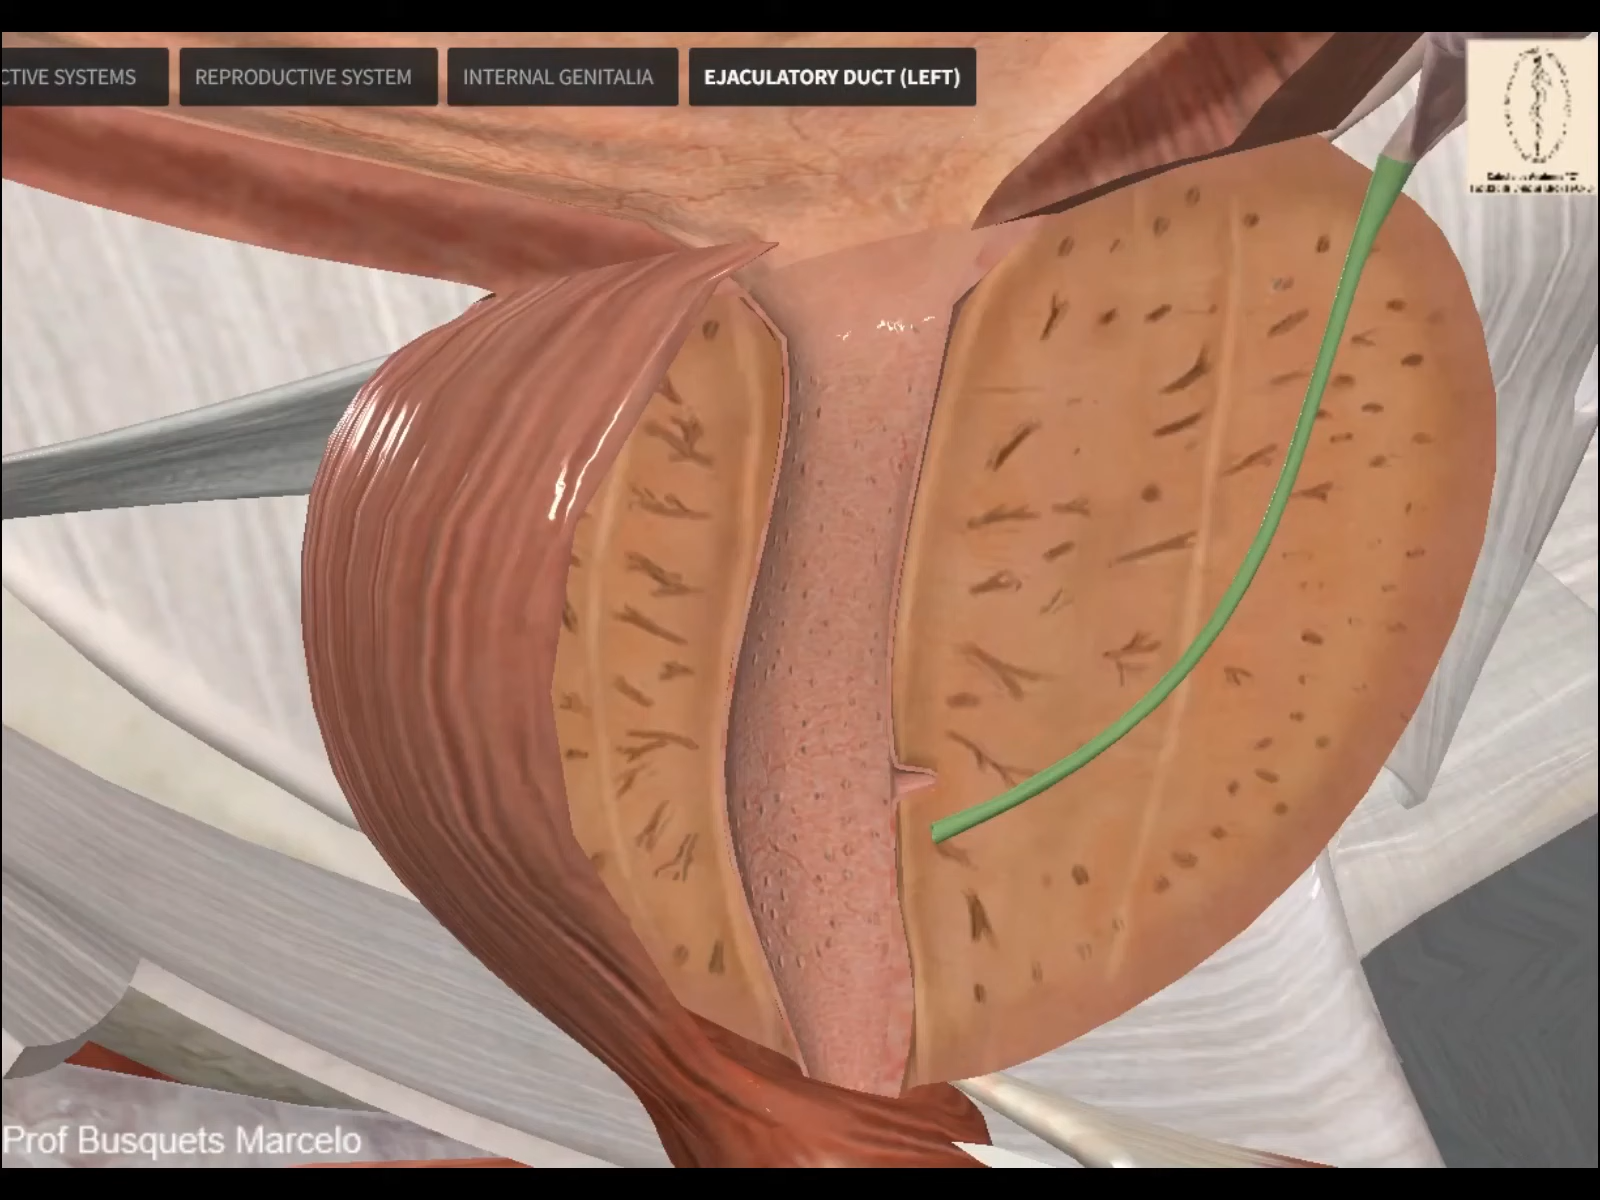 CTIVE SYSTEMS
REPRODUCTIVE SYSTEM
INTERNAL GENITALIA
EJACULATORY DUCT (LEFT)
Prof Busquets Marcelo